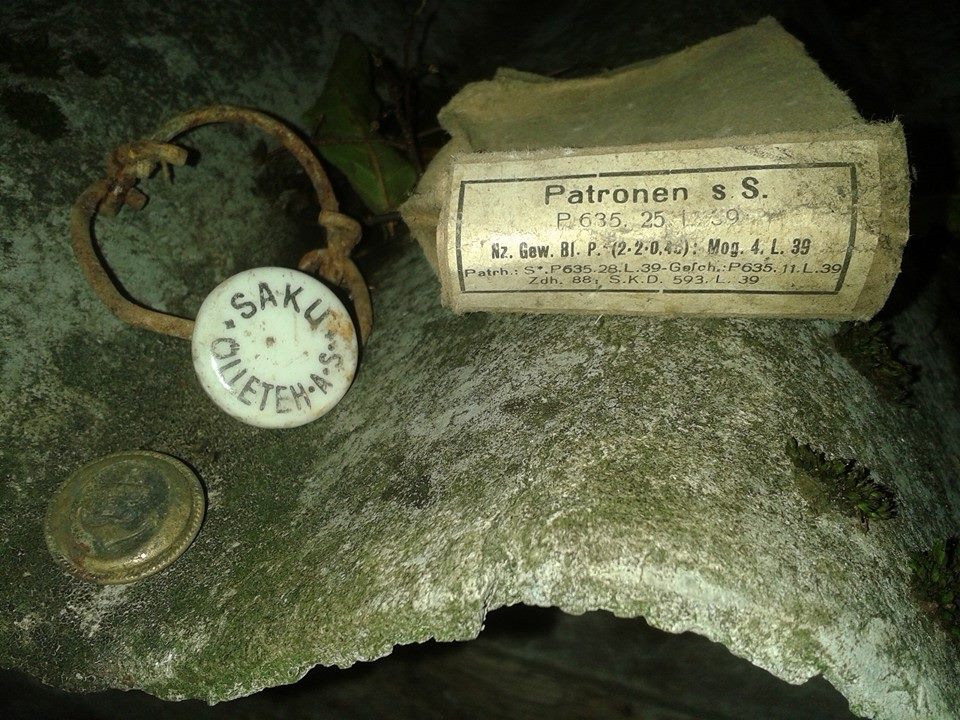 SAKU
ÕLLETEH·A·S·
Patronen s.S.
P.635. 25. L. 39
Nz. Gew. Bl. P. (2·2·0,45): Mog. 4. L. 39
Patrh.: S*.P635.28.L.39-Geſch.:P635.11.L.39
Zdh. 88: S.K.D. 593. L. 39